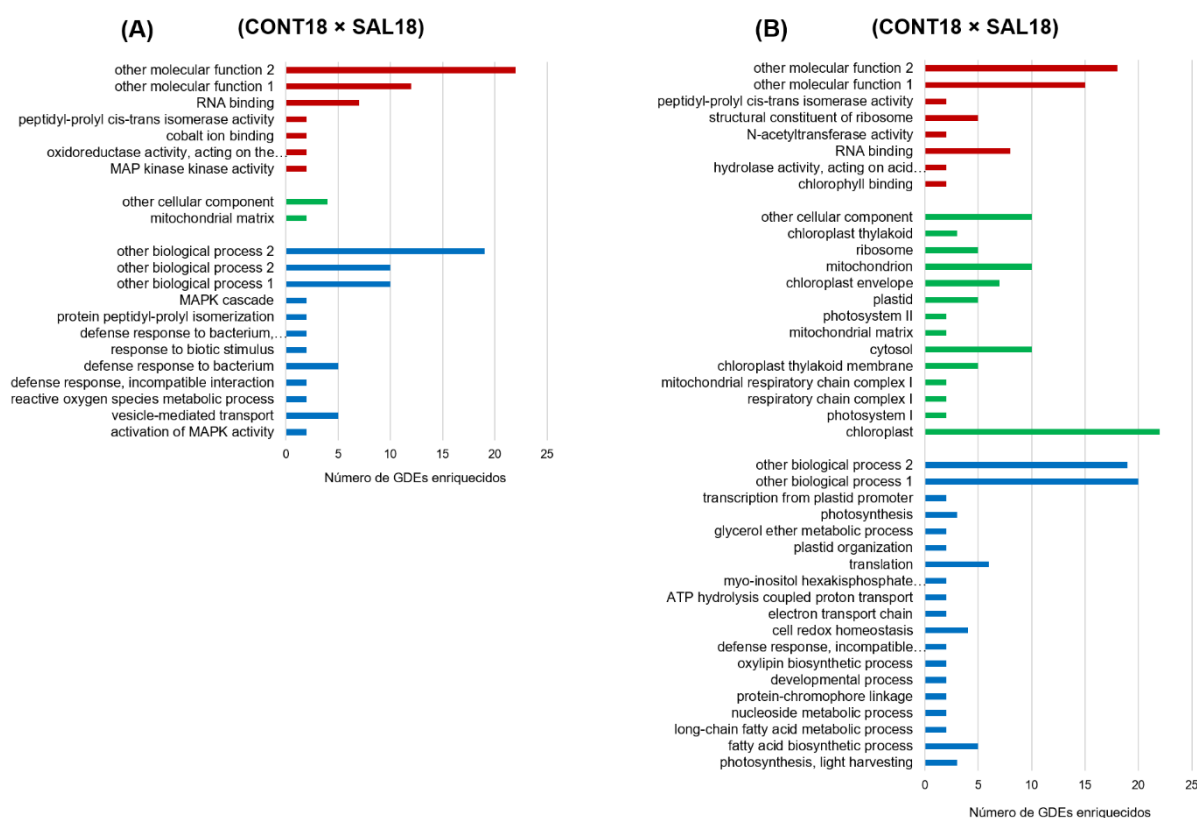 (A) (CONT18 × SAL18)
other molecular function 2
other molecular function 1
RNA binding
peptidyl-prolyl cis-trans isomerase activity
cobalt ion binding
oxidoreductase activity, acting on the…
MAP kinase kinase activity
other cellular component
mitochondrial matrix
other biological process 2
other biological process 2
other biological process 1
MAPK cascade
protein peptidyl-prolyl isomerization
defense response to bacterium,…
response to biotic stimulus
defense response to bacterium
defense response, incompatible interaction
reactive oxygen species metabolic process
vesicle-mediated transport
activation of MAPK activity
0 5 10 15 20 25
Número de GDEs enriquecidos
(B) (CONT18 × SAL18)
other molecular function 2
other molecular function 1
peptidyl-prolyl cis-trans isomerase activity
structural constituent of ribosome
N-acetyltransferase activity
RNA binding
hydrolase activity, acting on acid…
chlorophyll binding
other cellular component
chloroplast thylakoid
ribosome
mitochondrion
chloroplast envelope
plastid
photosystem II
mitochondrial matrix
cytosol
chloroplast thylakoid membrane
mitochondrial respiratory chain complex I
respiratory chain complex I
photosystem I
chloroplast
other biological process 2
other biological process 1
transcription from plastid promoter
photosynthesis
glycerol ether metabolic process
plastid organization
translation
myo-inositol hexakisphosphate…
ATP hydrolysis coupled proton transport
electron transport chain
cell redox homeostasis
defense response, incompatible…
oxylipin biosynthetic process
developmental process
protein-chromophore linkage
nucleoside metabolic process
long-chain fatty acid metabolic process
fatty acid biosynthetic process
photosynthesis, light harvesting
0 5 10 15 20 25
Número de GDEs enriquecidos